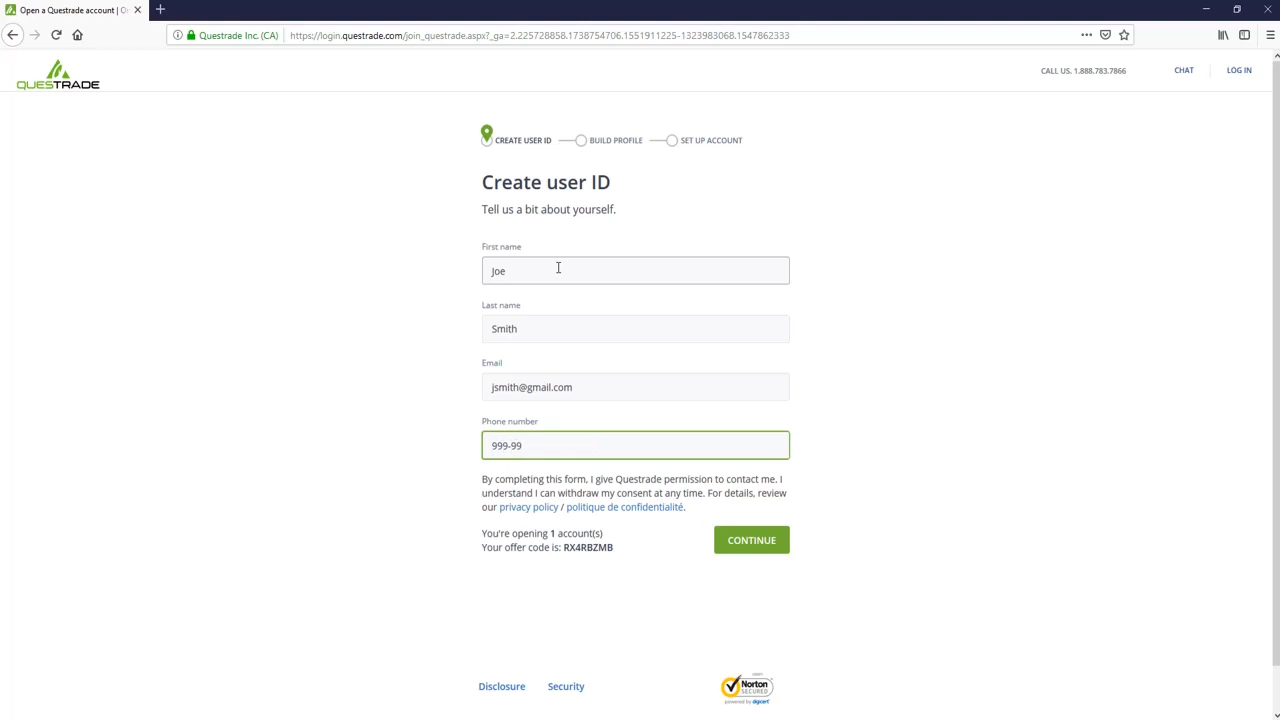 Open a Questrade account | O
Questrade Inc. (CA)
https://login.questrade.com/join_questrade.aspx?_ga=2.225728858.1738754706.1551911225-1323983068.1547862333
QUESTRADE
CALL US. 1.888.783.7866
CHAT
LOG IN
CREATE USER ID
BUILD PROFILE
SET UP ACCOUNT
Create user ID
Tell us a bit about yourself.
First name
Joe
Last name
Smith
Email
jsmith@gmail.com
Phone number
999-99
By completing this form, I give Questrade permission to contact me. I
understand I can withdraw my consent at any time. For details, review
our privacy policy / politique de confidentialité.
You're opening 1 account(s)
Your offer code is: RX4RBZMB
CONTINUE
Disclosure
Security
Norton
SECURED
powered by digicert